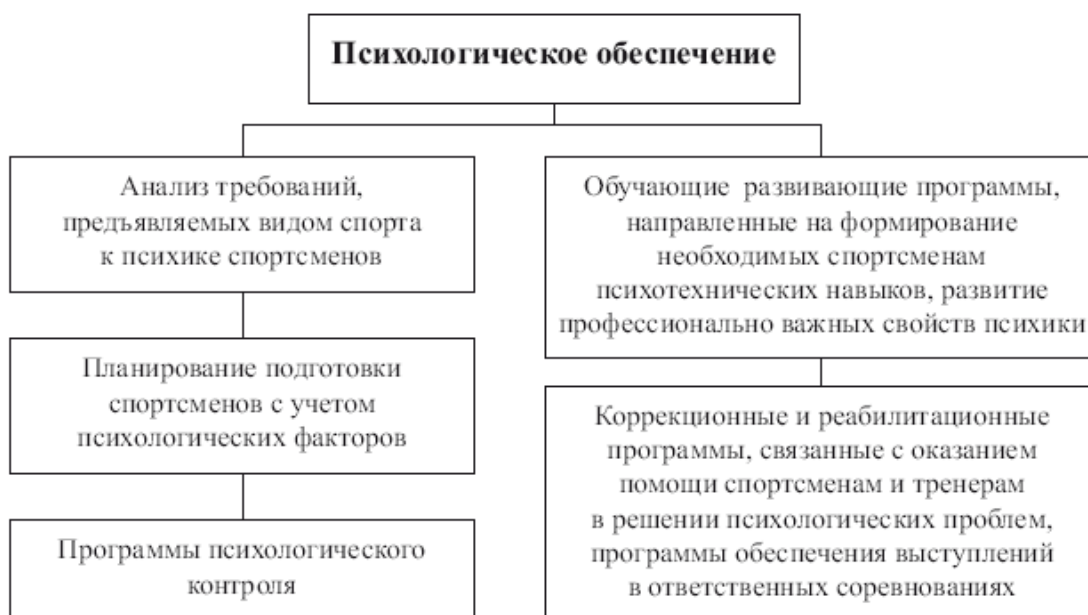 Психологическое обеспечение
Анализ требований,
предъявляемых видом спорта
к психике спортсменов
Планирование подготовки
спортсменов с учетом
психологических факторов
Программы психологического
контроля
Обучающие развивающие программы,
направленные на формирование
необходимых спортсменам
психотехнических навыков, развитие
профессионально важных свойств психики
Коррекционные и реабилитационные
программы, связанные с оказанием
помощи спортсменам и тренерам
в решении психологических проблем,
программы обеспечения выступлений
в ответственных соревнованиях